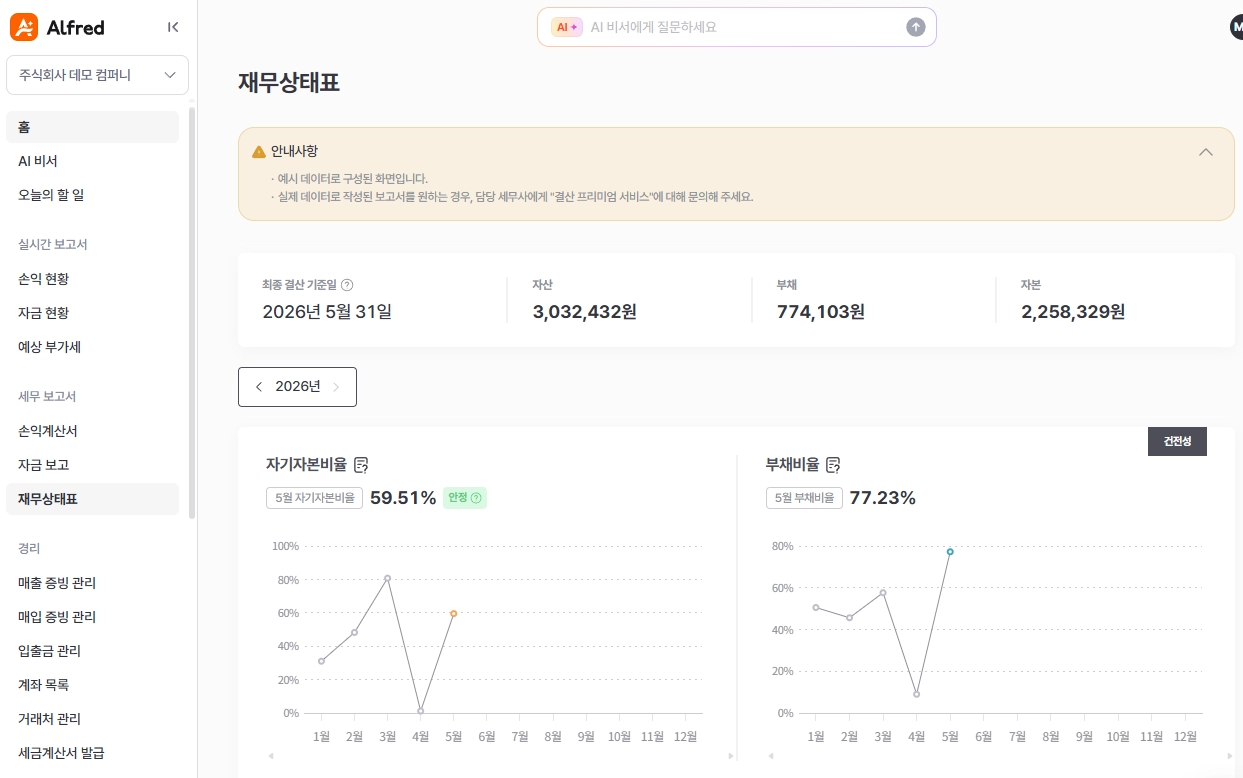 Alfred
주식회사 데모 컴퍼니
홈
AI 비서
오늘의 할 일
실시간 보고서
손익 현황
자금 현황
예상 부가세
세무 보고서
손익계산서
자금 보고
재무상태표
경리
매출 증빙 관리
매입 증빙 관리
입출금 관리
계좌 목록
거래처 관리
세금계산서 발급
AI AI 비서에게 질문하세요
M
재무상태표
안내사항
· 예시 데이터로 구성된 화면입니다.
· 실제 데이터로 작성된 보고서를 원하는 경우, 담당 세무사에게 "결산 프리미엄 서비스"에 대해 문의해 주세요.
최종 결산 기준일 ?
2026년 5월 31일
자산
3,032,432원
부채
774,103원
자본
2,258,329원
2026년
건전성
자기자본비율
5월 자기자본비율 59.51% 안정 ?
100%
80%
60%
40%
20%
0%
1월 2월 3월 4월 5월 6월 7월 8월 9월 10월 11월 12월
부채비율
5월 부채비율 77.23%
80%
60%
40%
20%
0%
1월 2월 3월 4월 5월 6월 7월 8월 9월 10월 11월 12월